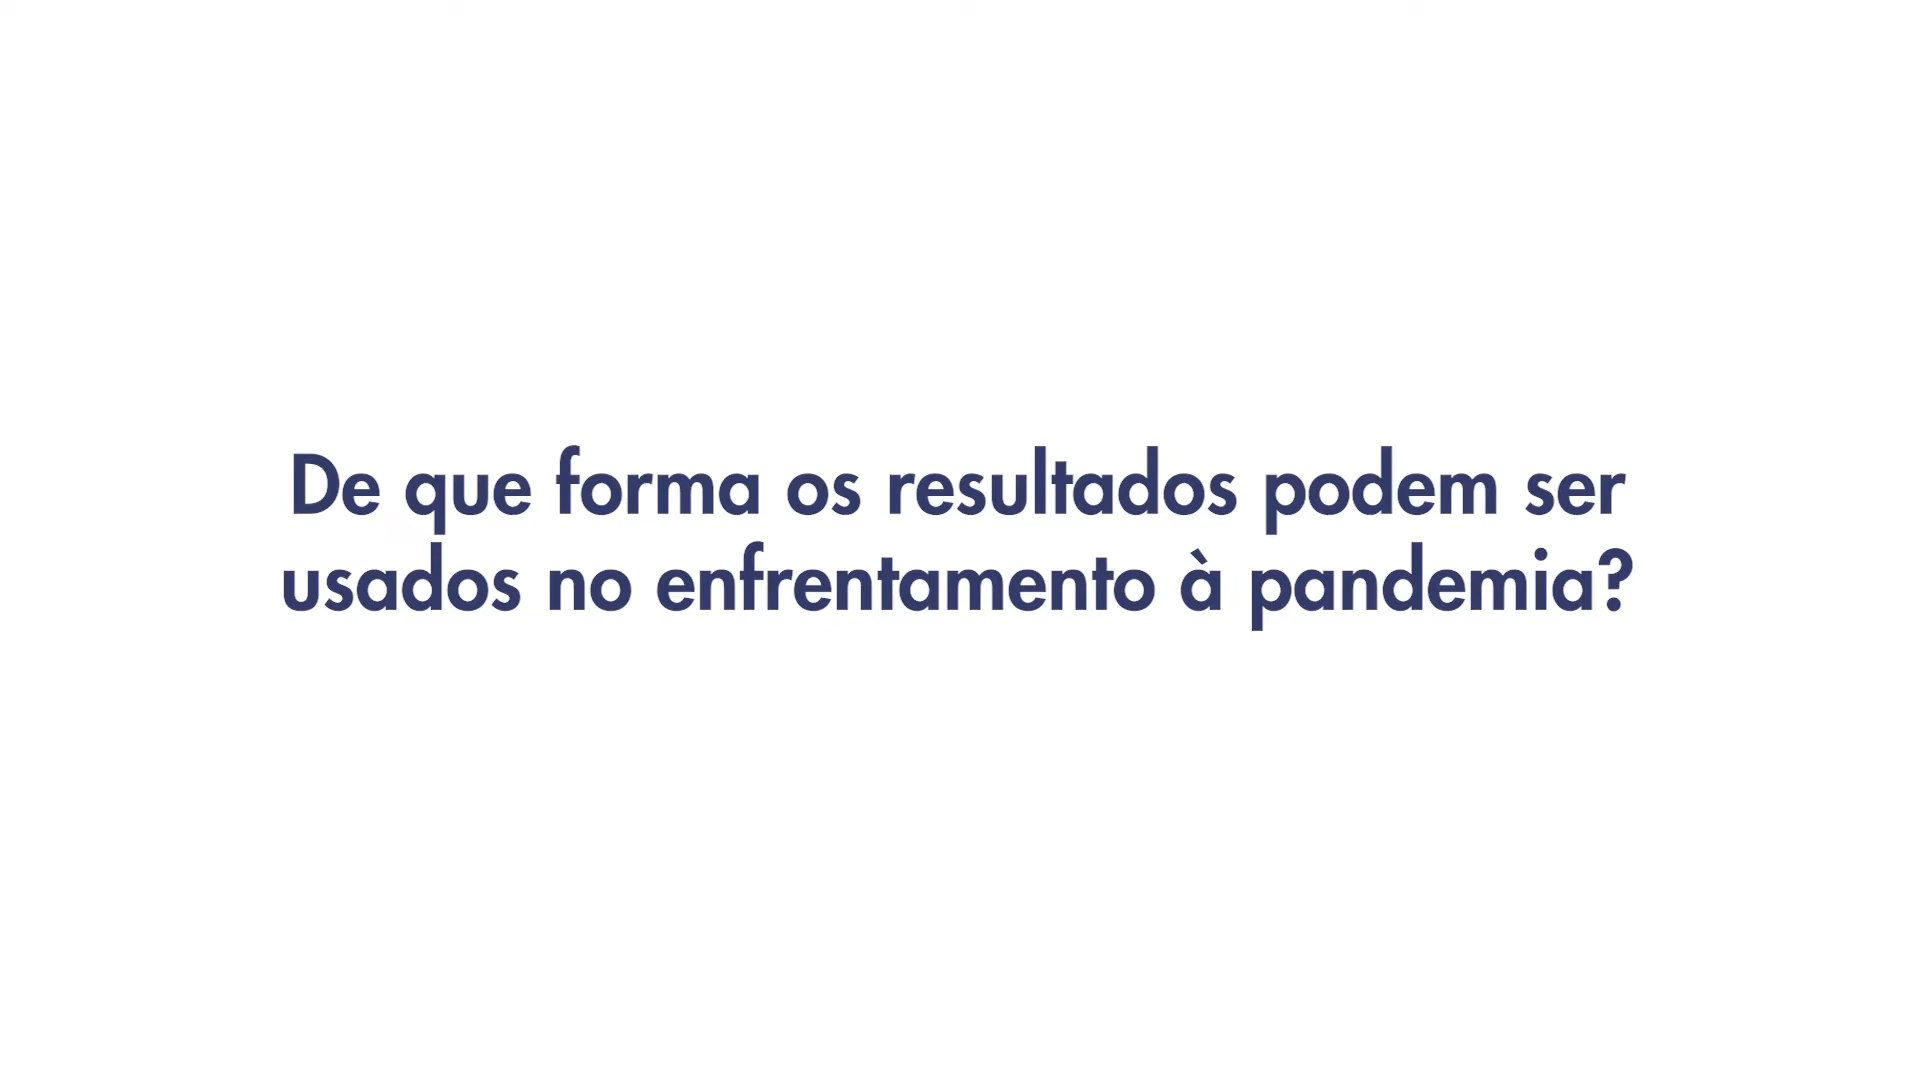 De que forma os resultados podem ser
usados no enfrentamento à pandemia?